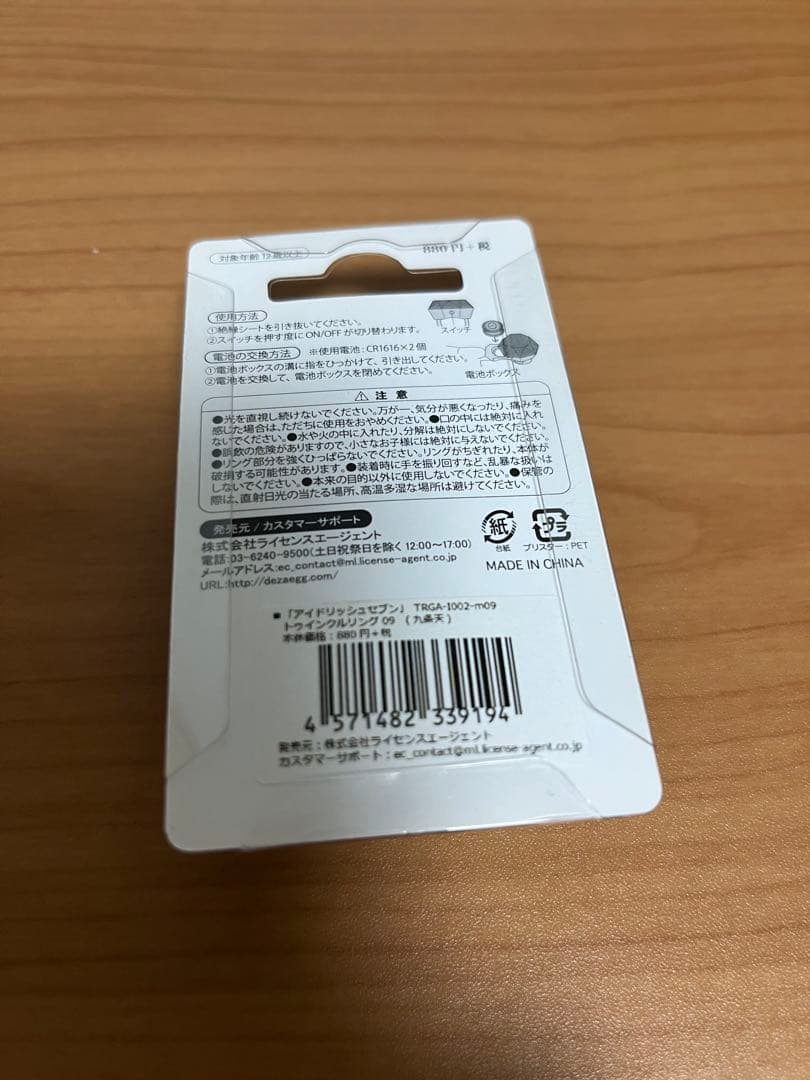 対象年齢 12歳以上
880円+税
使用方法
①絶縁シートを引き抜いてください。
②スイッチを押す度にON/OFFが切り替わります。
スイッチ
電池の交換方法 ※使用電池:CR1616×2個
①電池ボックスの溝に指をひっかけて、引き出してください。
②電池を交換して、電池ボックスを閉めてください。
電池ボックス
⚠ 注意
●光を直視し続けないでください。万が一、気分が悪くなったり、痛みを
感じた場合は、ただちに使用をおやめください。●口の中には絶対に入れ
ないでください。●水や火の中に入れたり、分解は絶対にしないでください。
●誤飲の危険がありますので、小さなお子様には絶対に与えないでください。
●リング部分を強くひっぱらないでください。リングがちぎれたり、本体が
破損する可能性があります。●装着時に手を振り回すなど、乱暴な扱いは
しないでください。●本来の目的以外に使用しないでください。●保管の
際は、直射日光の当たる場所、高温多湿な場所は避けてください。
発売元/カスタマーサポート
株式会社ライセンスエージェント
電話:03-6240-9500(土日祝祭日を除く 12:00〜17:00)
メールアドレス:ec_contact@ml.license-agent.co.jp
URL:http://dezaegg.com/
紙
台紙
プラ
ブリスター:PET
MADE IN CHINA
■「アイドリッシュセブン」 TRGA-I002-m09
トゥインクルリング 09 (九条天)
本体価格:880円+税
4 571482 339194
発売元:株式会社ライセンスエージェント
カスタマーサポート:ec_contact@ml.license-agent.co.jp